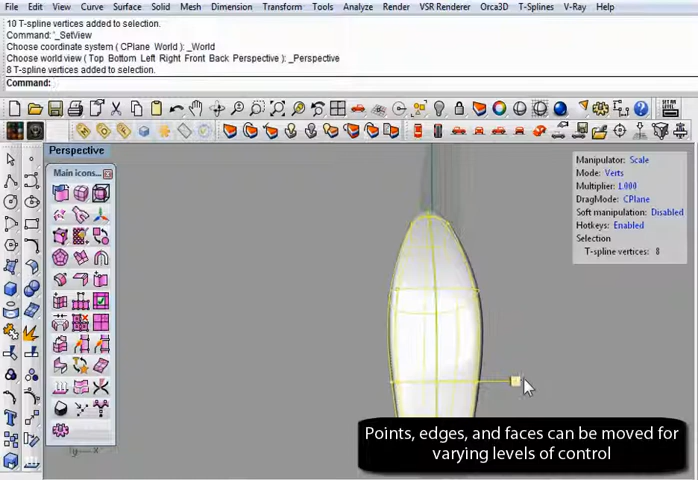 File Edit View Curve Surface Solid Mesh Dimension Transform Tools Analyze Render VSR Renderer Orca3D T-Splines V-Ray Help
10 T-spline vertices added to selection.
Command: '_SetView
Choose coordinate system ( CPlane World ): _World
Choose world view ( Top Bottom Left Right Front Back Perspective ): _Perspective
8 T-spline vertices added to selection.
Command:
Perspective
Main icons...
Manipulator: Scale
Mode: Verts
Multiplier: 1.000
DragMode: CPlane
Soft manipulation: Disabled
Hotkeys: Enabled
Selection
T-spline vertices: 8
Points, edges, and faces can be moved for
varying levels of control